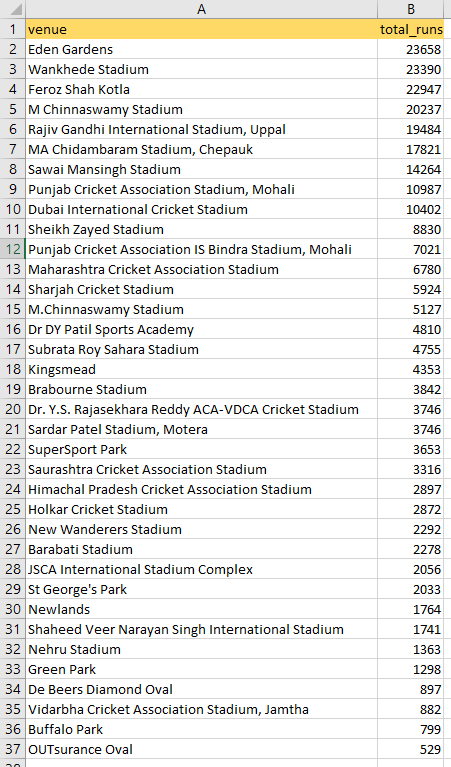 A B
1 venue total_runs
2 Eden Gardens 23658
3 Wankhede Stadium 23390
4 Feroz Shah Kotla 22947
5 M Chinnaswamy Stadium 20237
6 Rajiv Gandhi International Stadium, Uppal 19484
7 MA Chidambaram Stadium, Chepauk 17821
8 Sawai Mansingh Stadium 14264
9 Punjab Cricket Association Stadium, Mohali 10987
10 Dubai International Cricket Stadium 10402
11 Sheikh Zayed Stadium 8830
12 Punjab Cricket Association IS Bindra Stadium, Mohali 7021
13 Maharashtra Cricket Association Stadium 6780
14 Sharjah Cricket Stadium 5924
15 M.Chinnaswamy Stadium 5127
16 Dr DY Patil Sports Academy 4810
17 Subrata Roy Sahara Stadium 4755
18 Kingsmead 4353
19 Brabourne Stadium 3842
20 Dr. Y.S. Rajasekhara Reddy ACA-VDCA Cricket Stadium 3746
21 Sardar Patel Stadium, Motera 3746
22 SuperSport Park 3653
23 Saurashtra Cricket Association Stadium 3316
24 Himachal Pradesh Cricket Association Stadium 2897
25 Holkar Cricket Stadium 2872
26 New Wanderers Stadium 2292
27 Barabati Stadium 2278
28 JSCA International Stadium Complex 2056
29 St George's Park 2033
30 Newlands 1764
31 Shaheed Veer Narayan Singh International Stadium 1741
32 Nehru Stadium 1363
33 Green Park 1298
34 De Beers Diamond Oval 897
35 Vidarbha Cricket Association Stadium, Jamtha 882
36 Buffalo Park 799
37 OUTsurance Oval 529